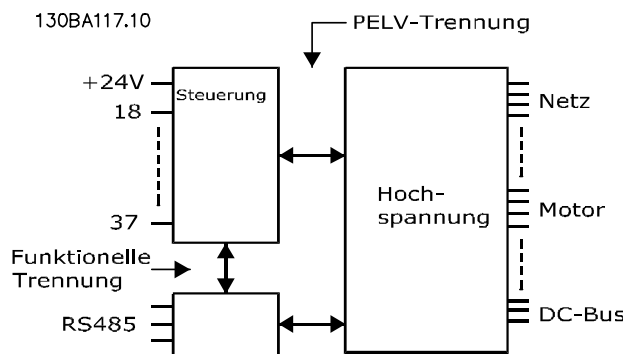 130BA117.10
PELV-Trennung
+24V
Steuerung
18
Netz
Hoch-
spannung
37
Motor
Funktionelle
Trennung
RS485
DC-Bus